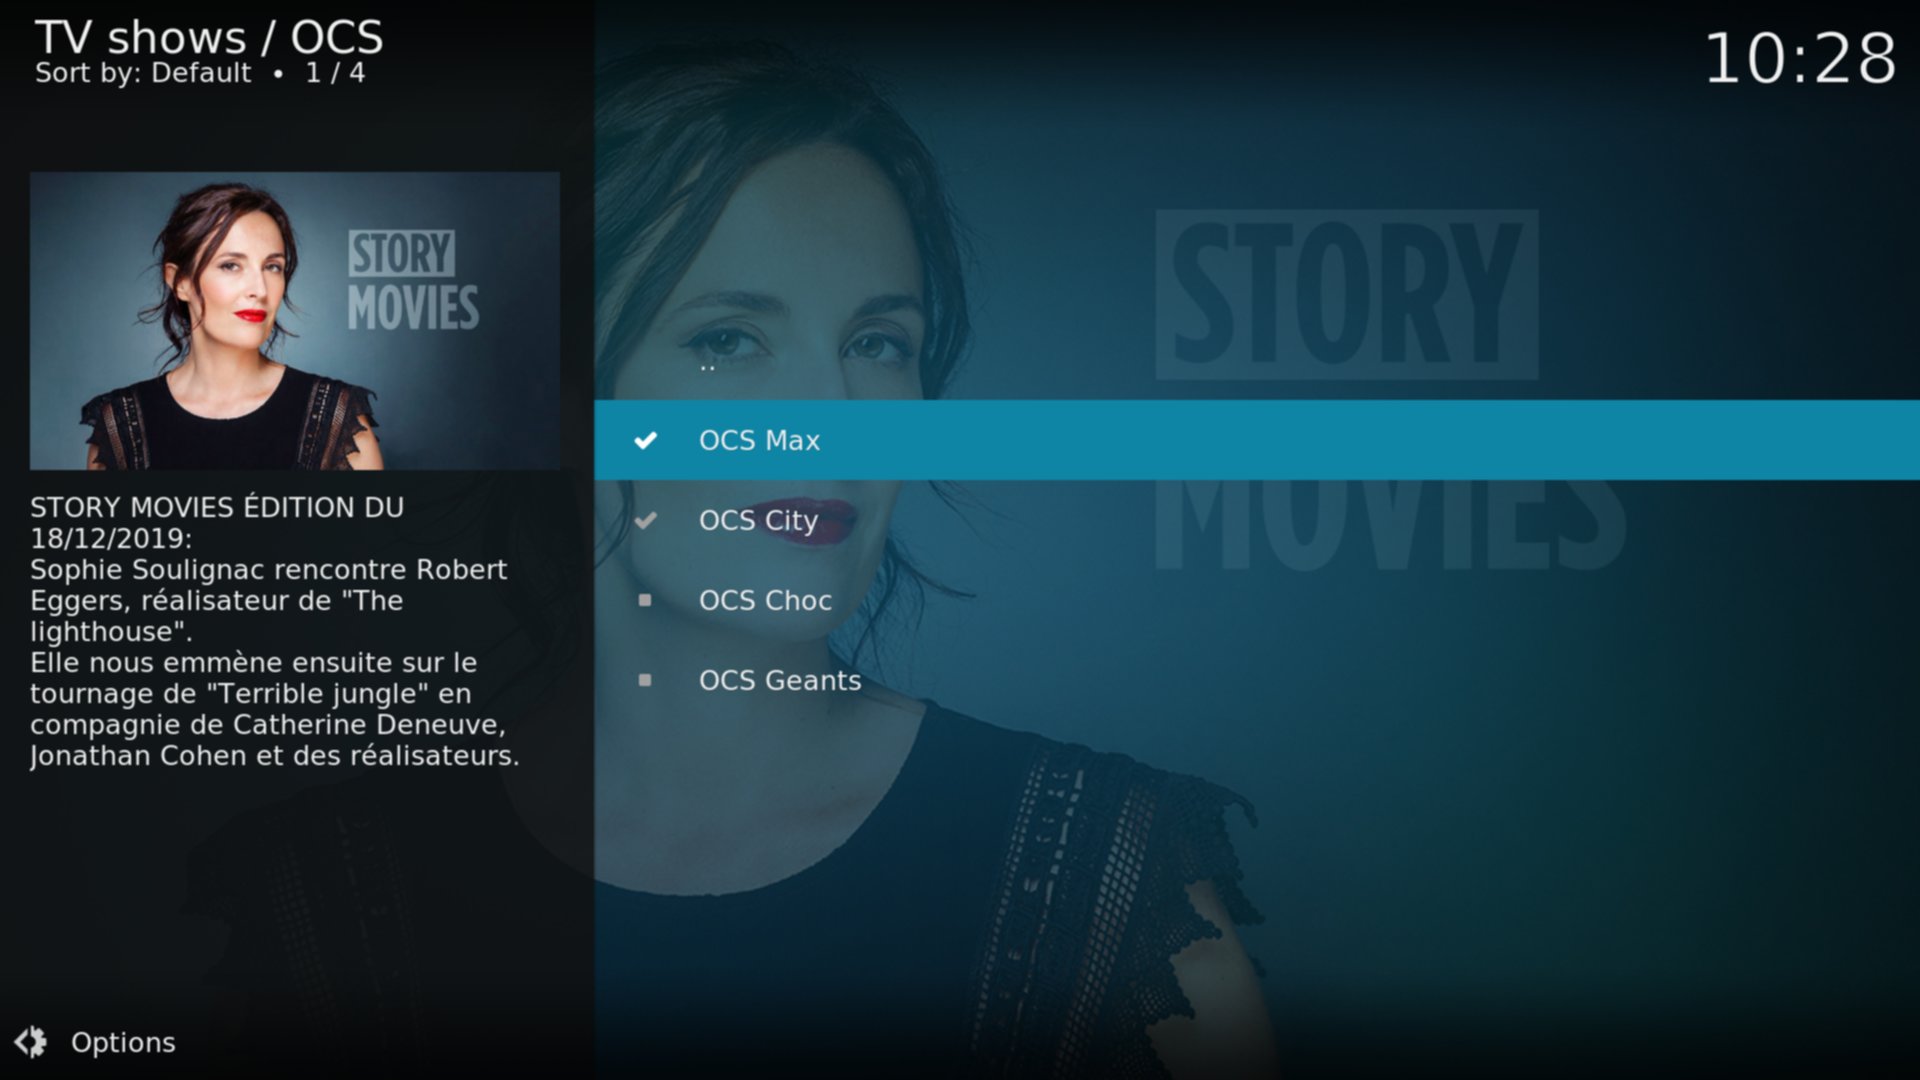 TV shows / OCS
Sort by: Default • 1 / 4
10:28
STORY
MOVIES
STORY MOVIES ÉDITION DU
18/12/2019:
Sophie Soulignac rencontre Robert
Eggers, réalisateur de "The
lighthouse".
Elle nous emmène ensuite sur le
tournage de "Terrible jungle" en
compagnie de Catherine Deneuve,
Jonathan Cohen et des réalisateurs.
STORY
MOVIES
..
OCS Max
OCS City
OCS Choc
OCS Geants
Options